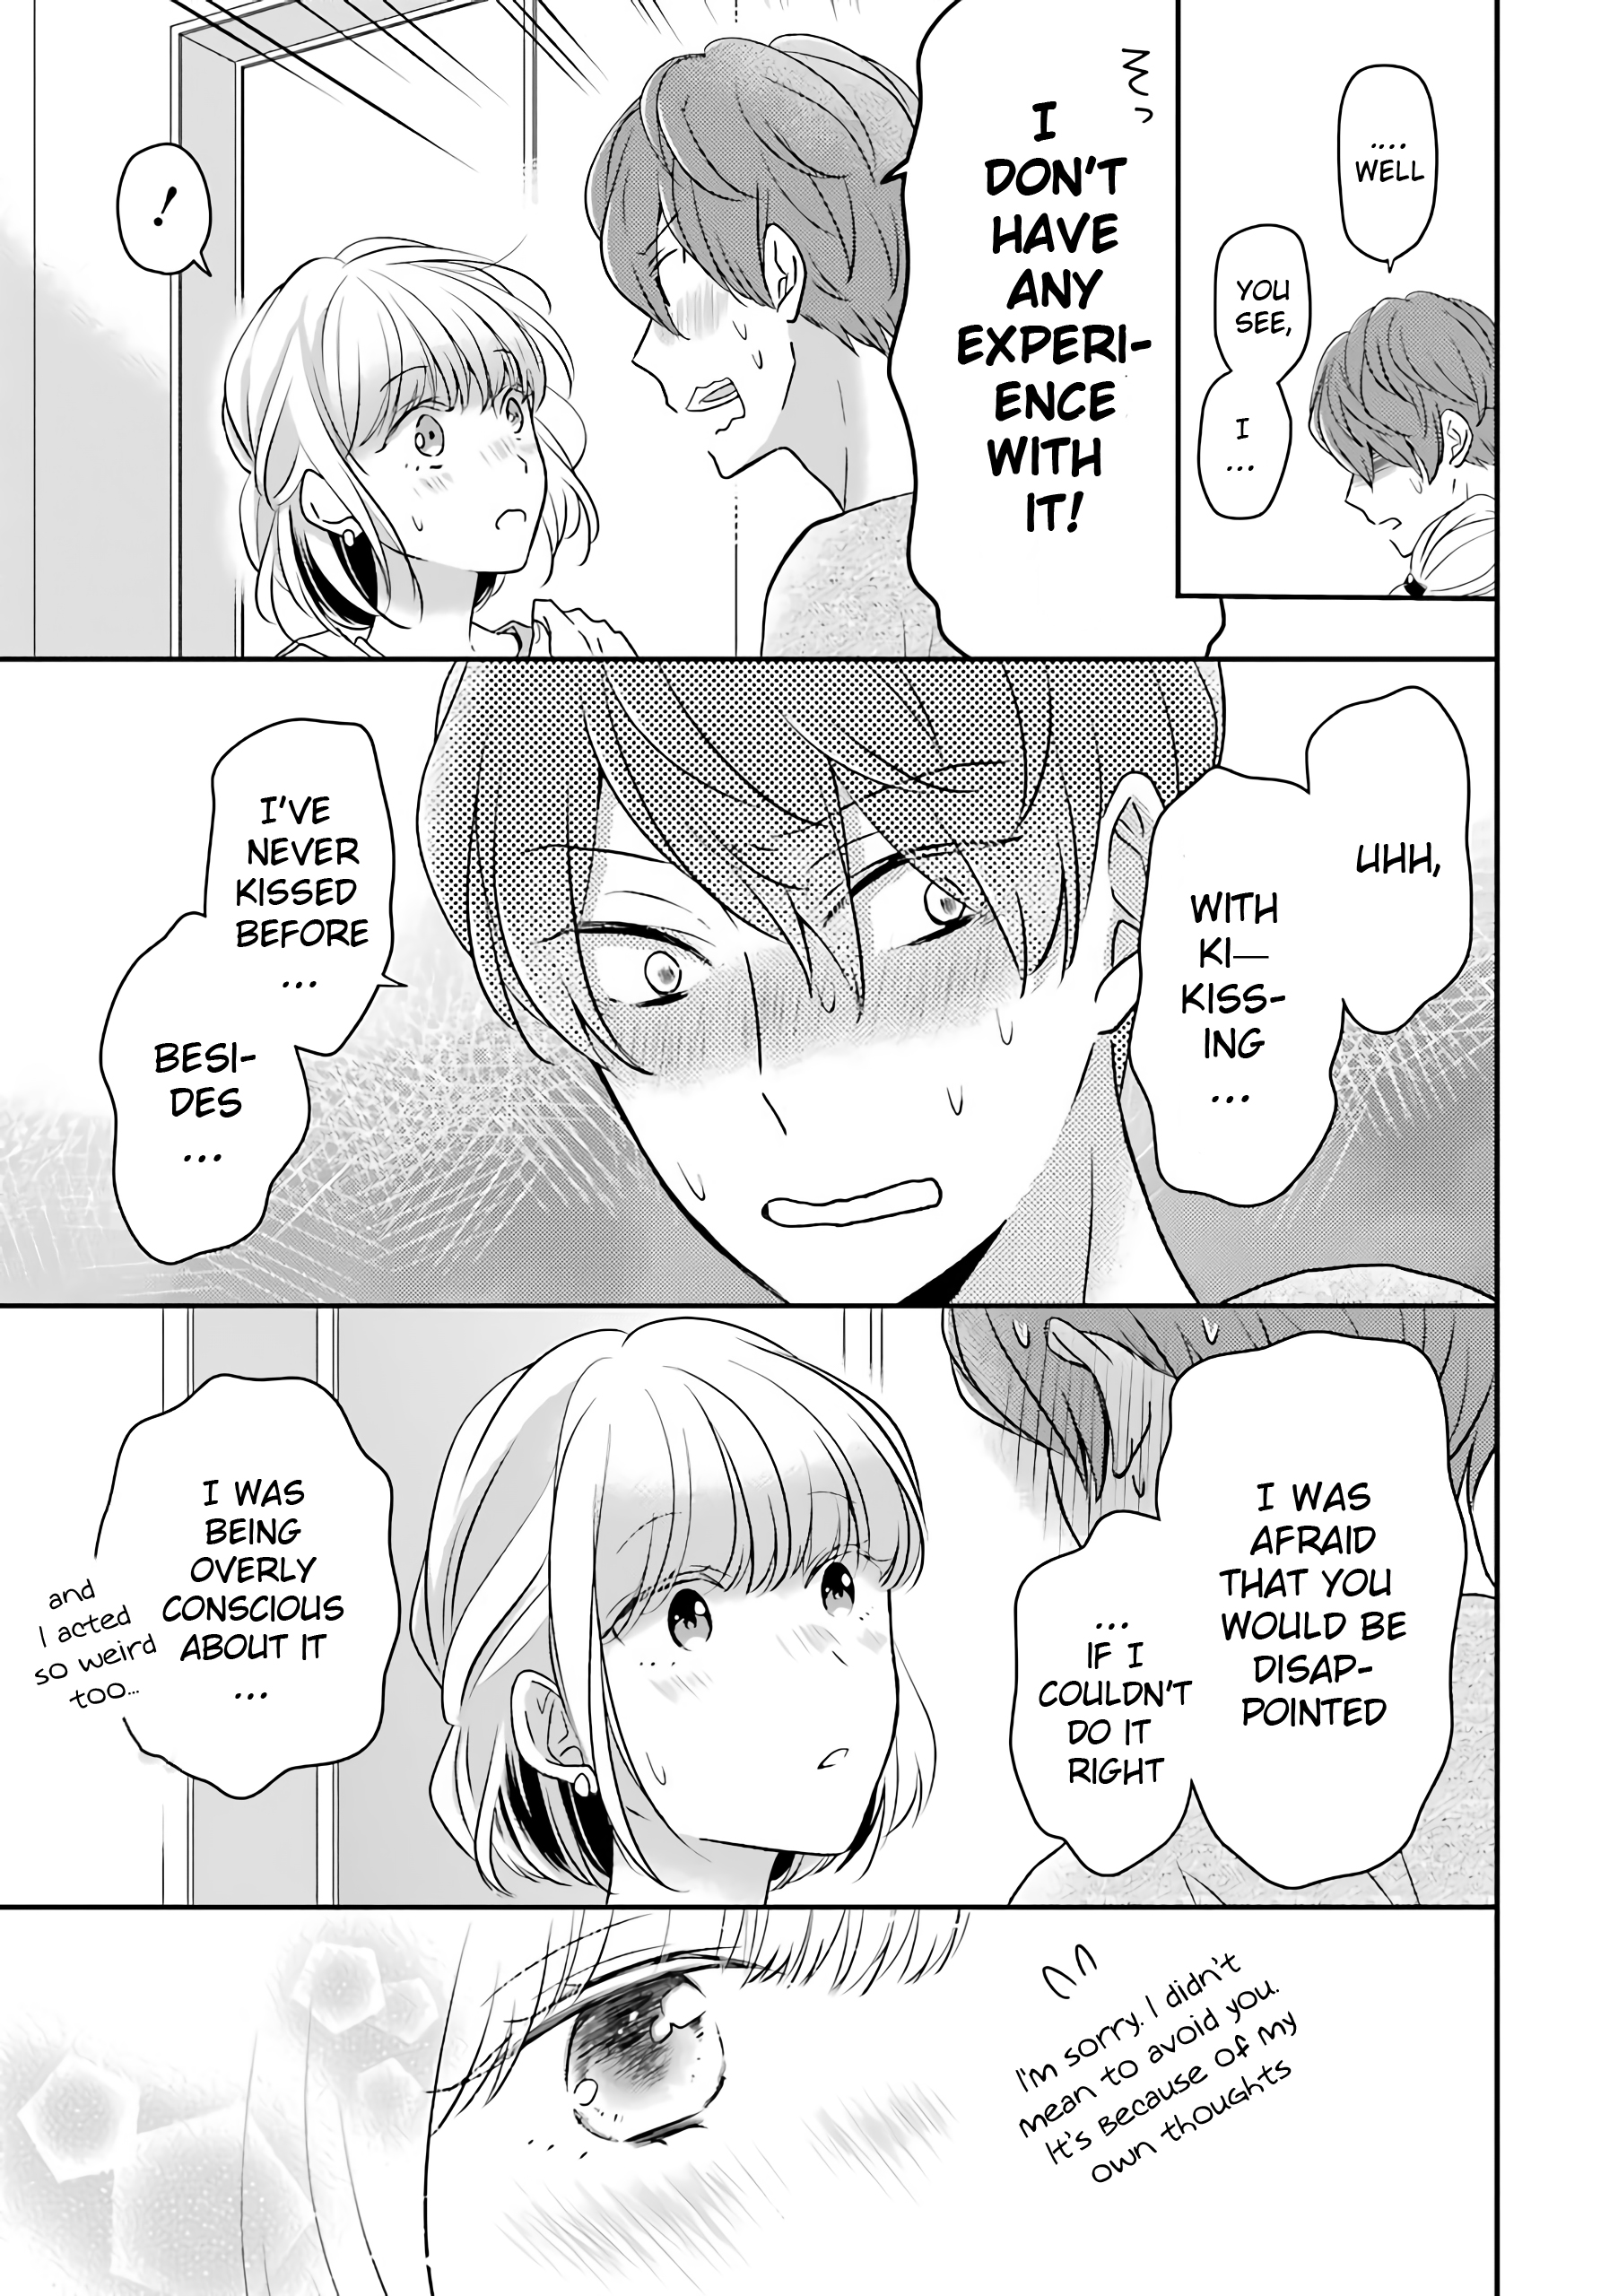 ....
WELL
YOU
SEE,
I
...
そっ
I
DON'T
HAVE
ANY
EXPERI-
ENCE
WITH
IT!
!
UHH,
WITH
KI—
KISS-
ING
...
I'VE
NEVER
KISSED
BEFORE
...
BESI-
DES
...
I WAS
AFRAID
THAT YOU
WOULD BE
DISAP-
POINTED
...
IF I
COULDN'T
DO IT
RIGHT
I WAS
BEING
OVERLY
CONSCIOUS
ABOUT IT
...
and
I acted
so weird
too...
I'm sorry. I didn't
mean to avoid you.
It's because of my
own thoughts